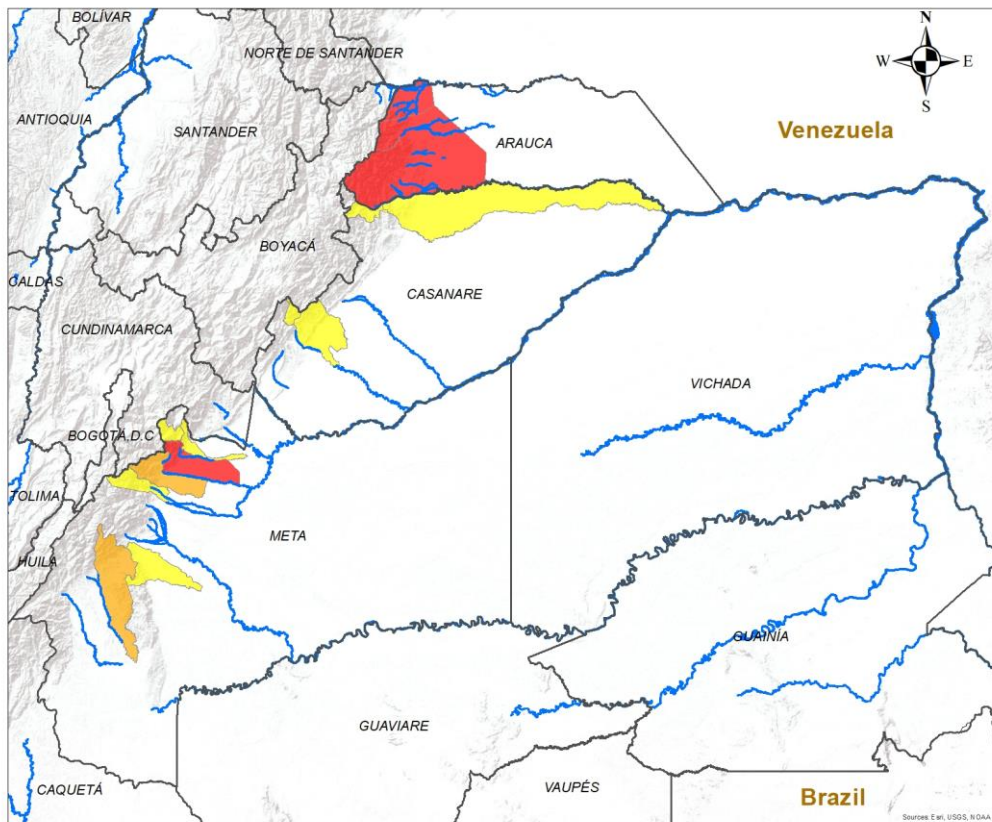 BOLÍVAR
N
NORTE DE SANTANDER
W
E
S
ANTIOQUIA
SANTANDER
Venezuela
ARAUCA
BOYACÁ
CALDAS
CASANARE
CUNDINAMARCA
VICHADA
BOGOTÁ.D.C
TOLIMA
META
HUILA
GUAINÍA
GUAVIARE
CAQUETÁ
VAUPÉS
Brazil
Sources: Esri, USGS, NOAA